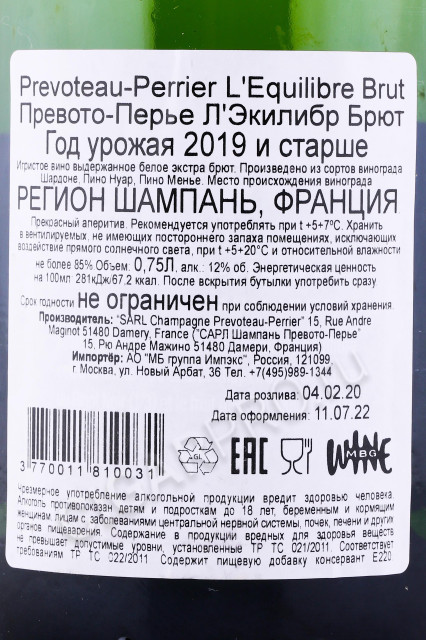 Prevoteau-Perrier L'Equilibre Brut
Превото-Перье Л'Экилибр Брют
Год урожая 2019 и старше
Игристое вино выдержанное белое экстра брют. Произведено из сортов винограда
Шардоне, Пино Нуар, Пино Менье. Место происхождения винограда
РЕГИОН ШАМПАНЬ, ФРАНЦИЯ
Прекрасный аперитив. Рекомендуется употреблять при t +5+7ºС. Хранить
в вентилируемых, не имеющих постороннего запаха помещениях, исключающих
воздействие прямого солнечного света, при t +5+20°С и относительной влажности
не более 85% Объем: 0,75Л, алк.: 12% об. Энергетическая ценность
на 100мл: 281кДж/67,2 ккал. После вскрытия бутылки употребить сразу
Срок годности не ограничен при соблюдении условий хранения.
Производитель: "SARL Champagne Prevoteau-Perrier" 15, Rue Andre
Maginot 51480 Damery, France ("САРЛ Шампань Превото-Перье"
15, Рю Андре Мажино 51480 Дамери, Франция)
Импортёр: АО "МБ группа Импэкс", Россия, 121099,
г. Москва, ул. Новый Арбат, 36 Тел. +7(495)989-1344
Дата розлива: 04.02.20
Дата оформления: 11.07.22
3 770011 810031
GL
EAC
WINE
MBG
Чрезмерное употребление алкогольной продукции вредит здоровью человека.
Алкоголь противопоказан детям и подросткам до 18 лет, беременным и кормящим
женщинам, лицам с заболеваниями центральной нервной системы, почек, печени и других
органов пищеварения. Содержание в продукции вредных для здоровья веществ
не превышает допустимые уровни, установленные ТР ТС 021/2011. Соответствует
требованиям ТР ТС 022/2011 Содержит пищевую добавку консервант Е220